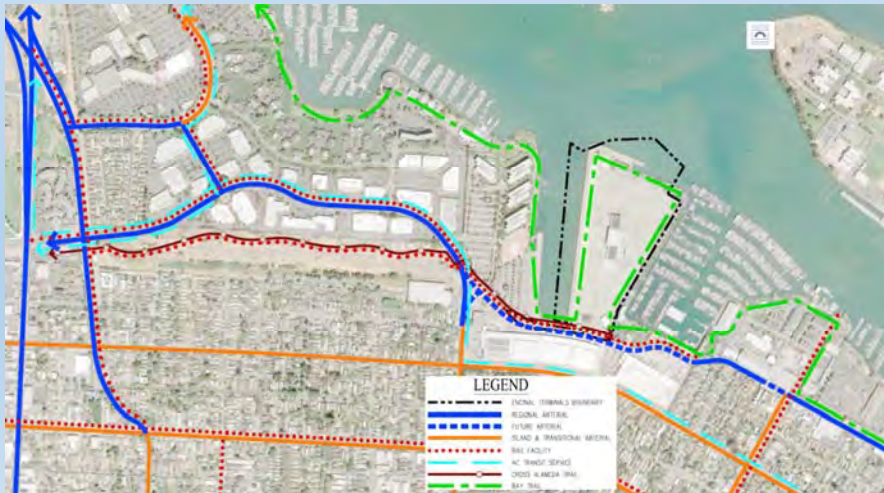 LEGEND
ENCINAL TERMINALS BOUNDARY
REGIONAL ARTERIAL
FUTURE ARTERIAL
ISLAND & TRANSITIONAL ARTERIAL
BIKE FACILITY
AC TRANSIT SERVICE
CROSS ALAMEDA TRAIL
BAY TRAIL